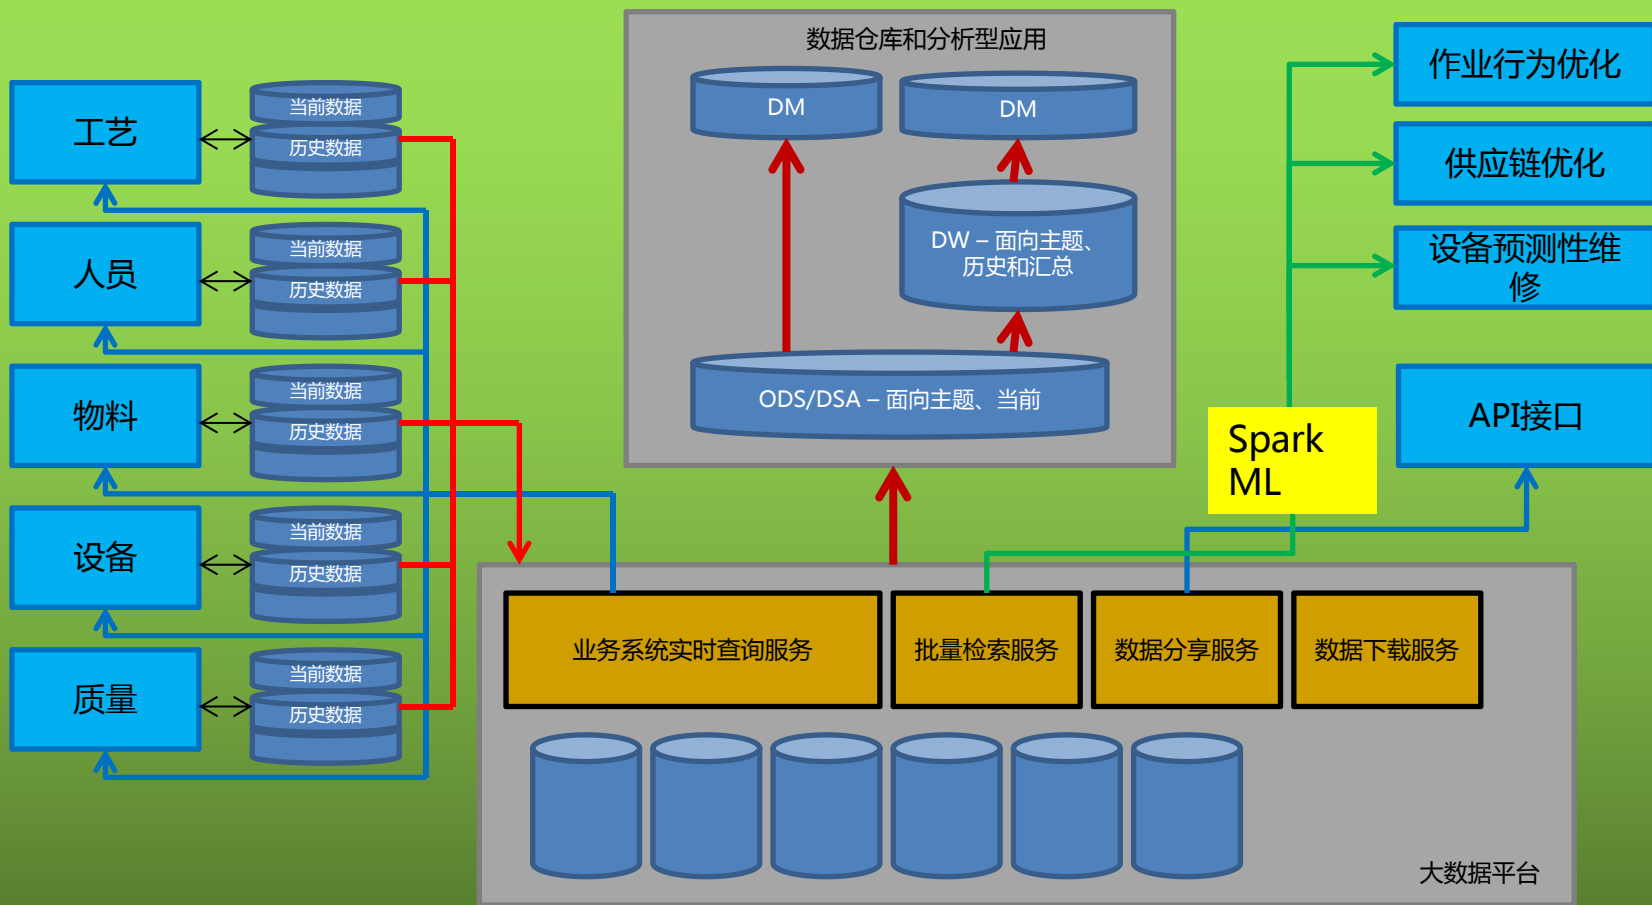 数据仓库和分析型应用
DM
DM
DW – 面向主题、
历史和汇总
ODS/DSA – 面向主题、当前
工艺
当前数据
历史数据
人员
当前数据
历史数据
物料
当前数据
历史数据
设备
当前数据
历史数据
质量
当前数据
历史数据
作业行为优化
供应链优化
设备预测性维
修
API接口
Spark
ML
业务系统实时查询服务
批量检索服务
数据分享服务
数据下载服务
大数据平台